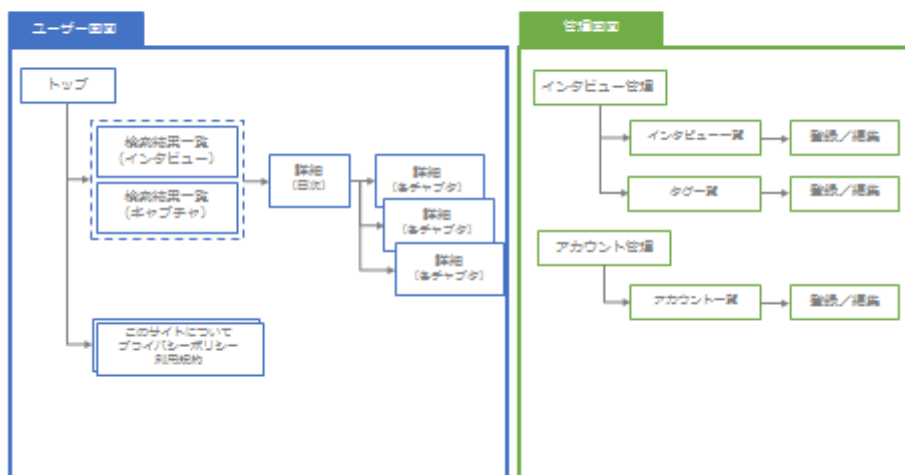 ユーザー画面
トップ
検索結果一覧
(インタビュー)
検索結果一覧
(キャプチャ)
詳細
(目次)
詳細
(各チャプタ)
詳細
(各チャプタ)
詳細
(各チャプタ)
このサイトについて
プライバシーポリシー
利用規約
管理画面
インタビュー管理
インタビュー一覧
登録／編集
タグ一覧
登録／編集
アカウント管理
アカウント一覧
登録／編集